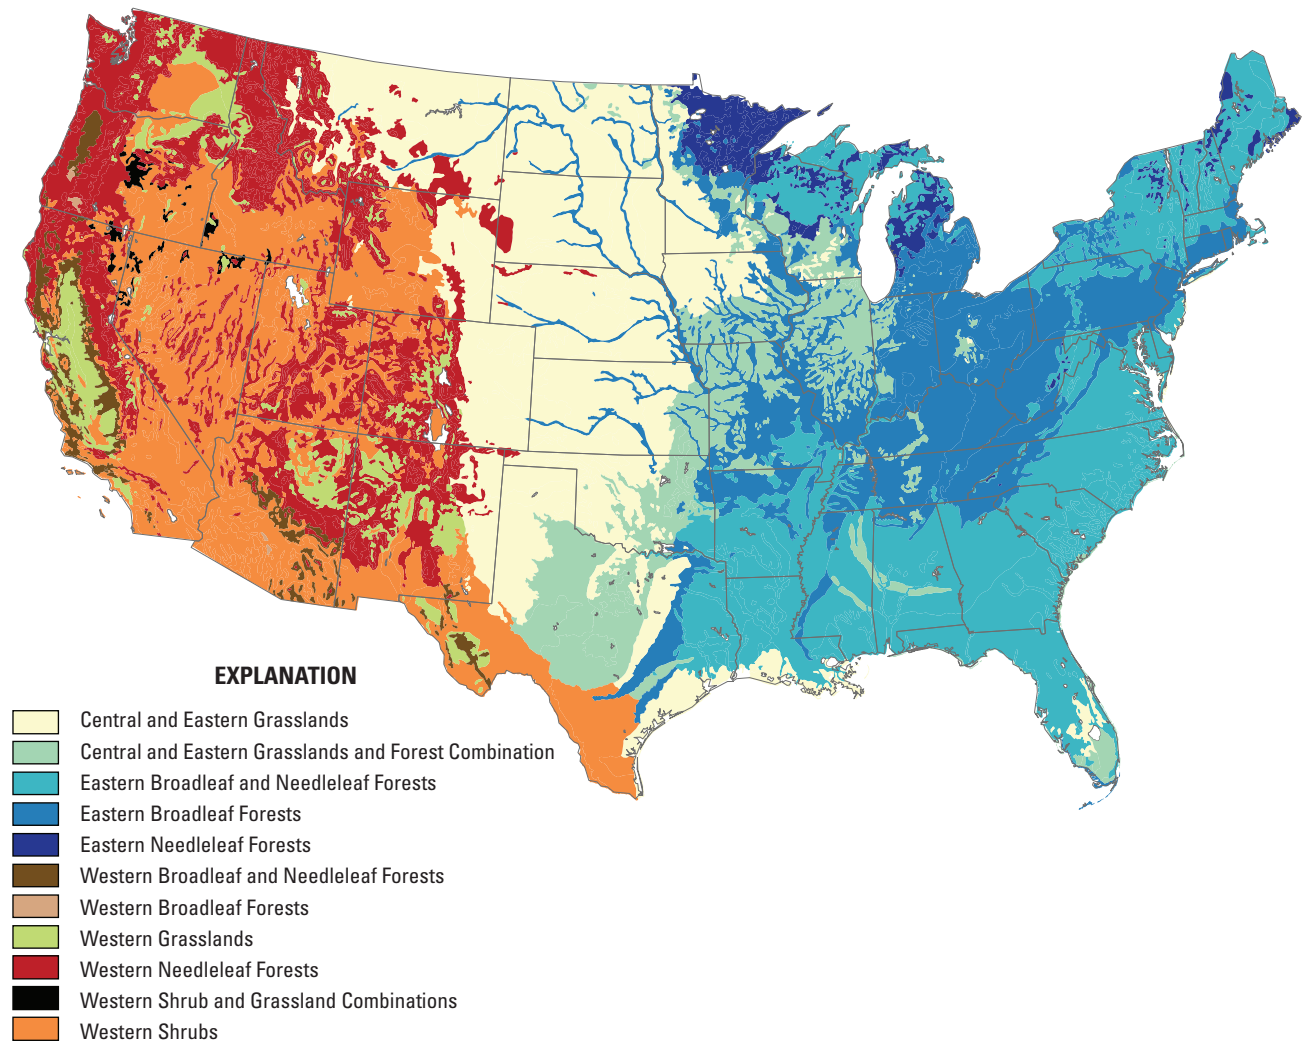 EXPLANATION
Central and Eastern Grasslands
Central and Eastern Grasslands and Forest Combination
Eastern Broadleaf and Needleleaf Forests
Eastern Broadleaf Forests
Eastern Needleleaf Forests
Western Broadleaf and Needleleaf Forests
Western Broadleaf Forests
Western Grasslands
Western Needleleaf Forests
Western Shrub and Grassland Combinations
Western Shrubs